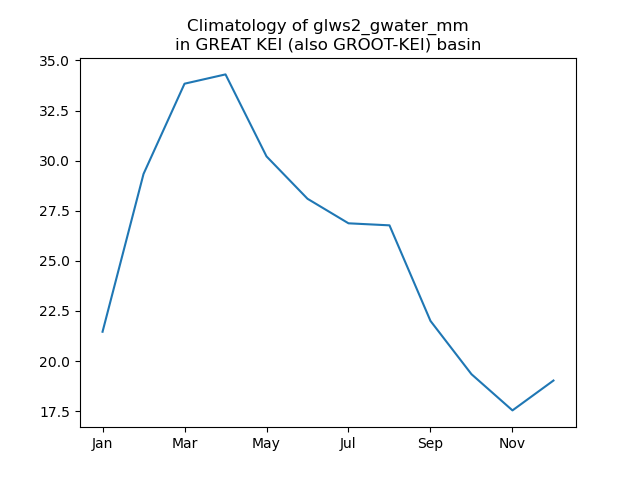 Climatology of glws2_gwater_mm
in GREAT KEI (also GROOT-KEI) basin
35.0
32.5
30.0
27.5
25.0
22.5
20.0
17.5
Jan Mar May Jul Sep Nov